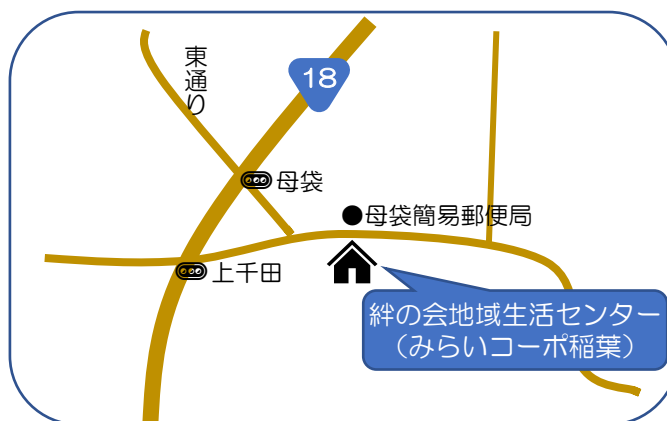 東通り
18
母袋
母袋簡易郵便局
上千田
絆の会地域生活センター
（みらいコーポ稲葉）